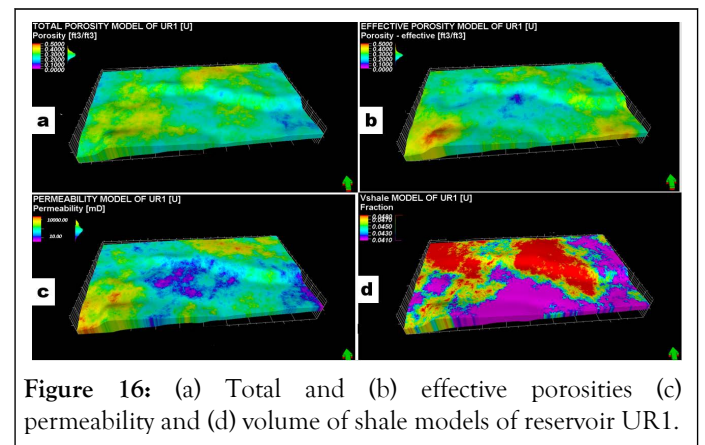 TOTAL POROSITY MODEL OF UR1 [U]
Porosity [ft3/ft3]
0.5000
0.4000
0.3000
0.2000
0.1000
0.0000
a
EFFECTIVE POROSITY MODEL OF UR1 [U]
Porosity - effective [ft3/ft3]
0.5000
0.4000
0.3000
0.2000
0.1000
0.0000
b
PERMEABILITY MODEL OF UR1 [U]
Permeability [mD]
10000.00
10.00
c
Vshale MODEL OF UR1 [U]
Fraction
0.0490
0.0470
0.0450
0.0430
0.0410
d
Figure 16: (a) Total and (b) effective porosities (c)
permeability and (d) volume of shale models of reservoir UR1.